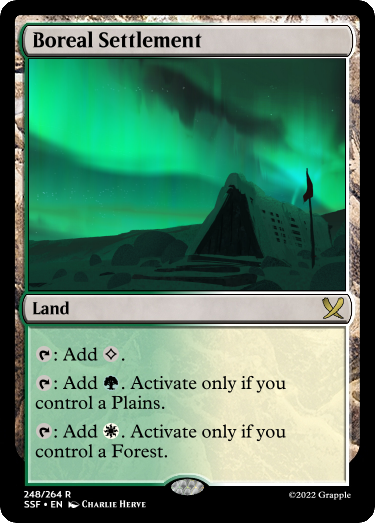 Boreal Settlement
Land
: Add .
: Add . Activate only if you
control a Plains.
: Add . Activate only if you
control a Forest.
248/264 R
SSF • EN CHARLIE HERVE
©2022 Grapple